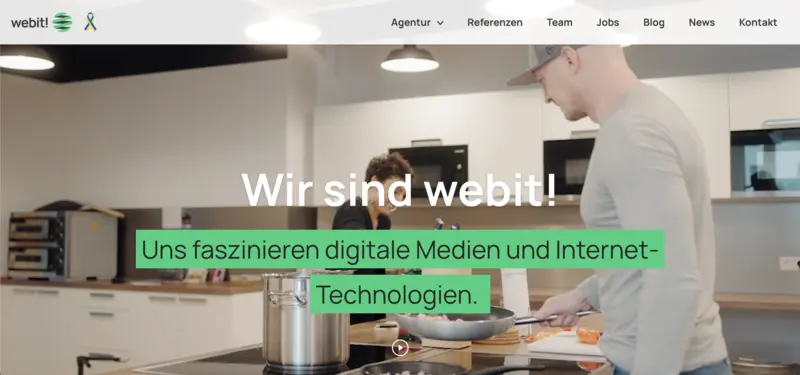 webit!
Agentur Referenzen Team Jobs Blog News Kontakt
Wir sind webit!
Uns faszinieren digitale Medien und Internet-
Technologien.